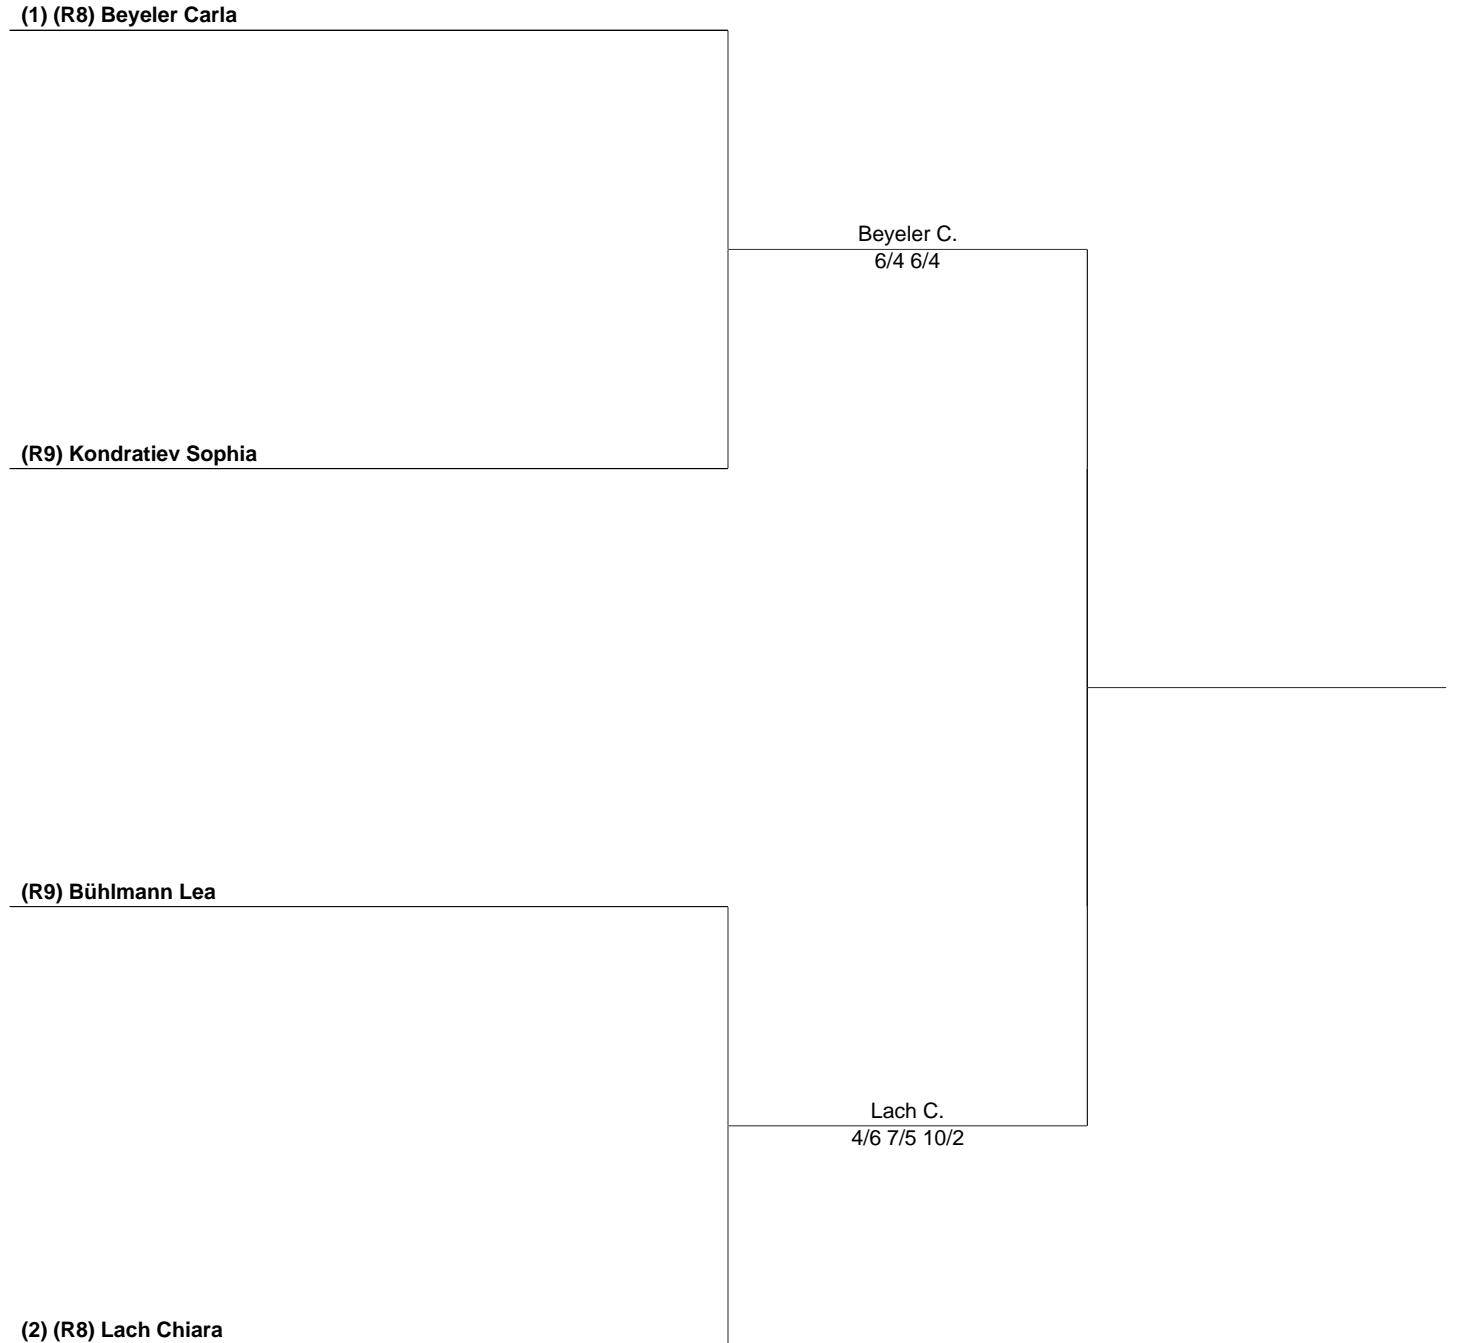 (1) (R8) Beyeler Carla
Beyeler C.
6/4 6/4
(R9) Kondratiev Sophia
(R9) Bühlmann Lea
Lach C.
4/6 7/5 10/2
(2) (R8) Lach Chiara